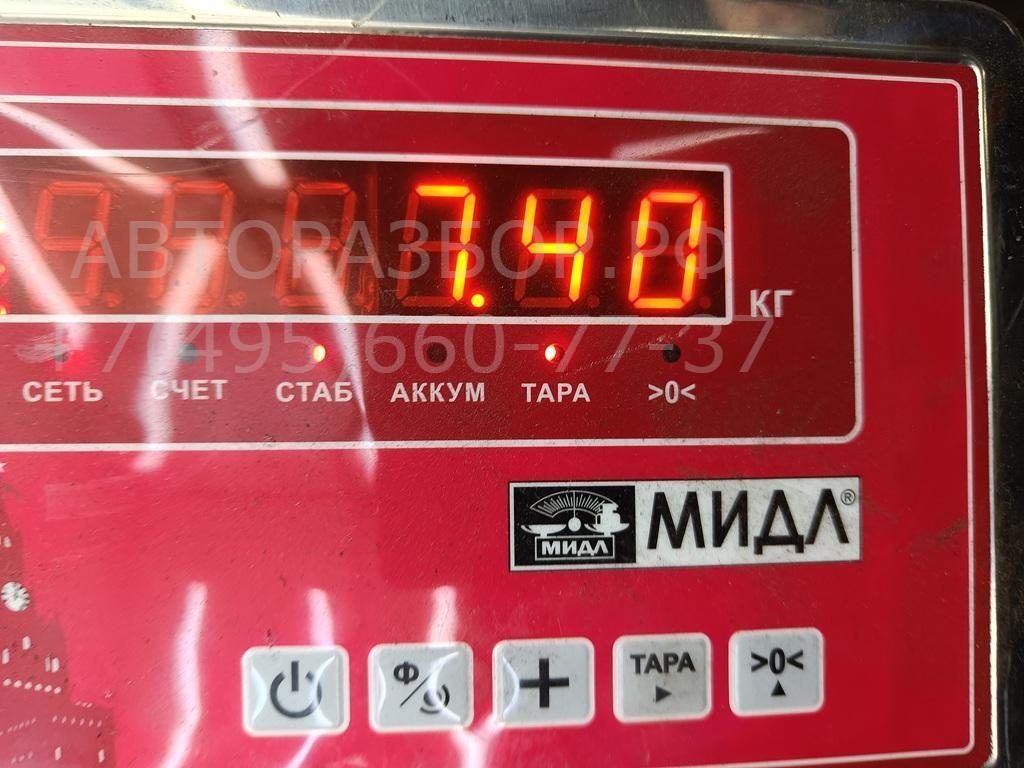 7.40
АВТОРАЗБОР.РФ
КГ
+7(495)660-77-37
СЕТЬ СЧЕТ СТАБ АККУМ ТАРА >0<
МИДЛ МИДЛ®
Ф ТАРА >0<